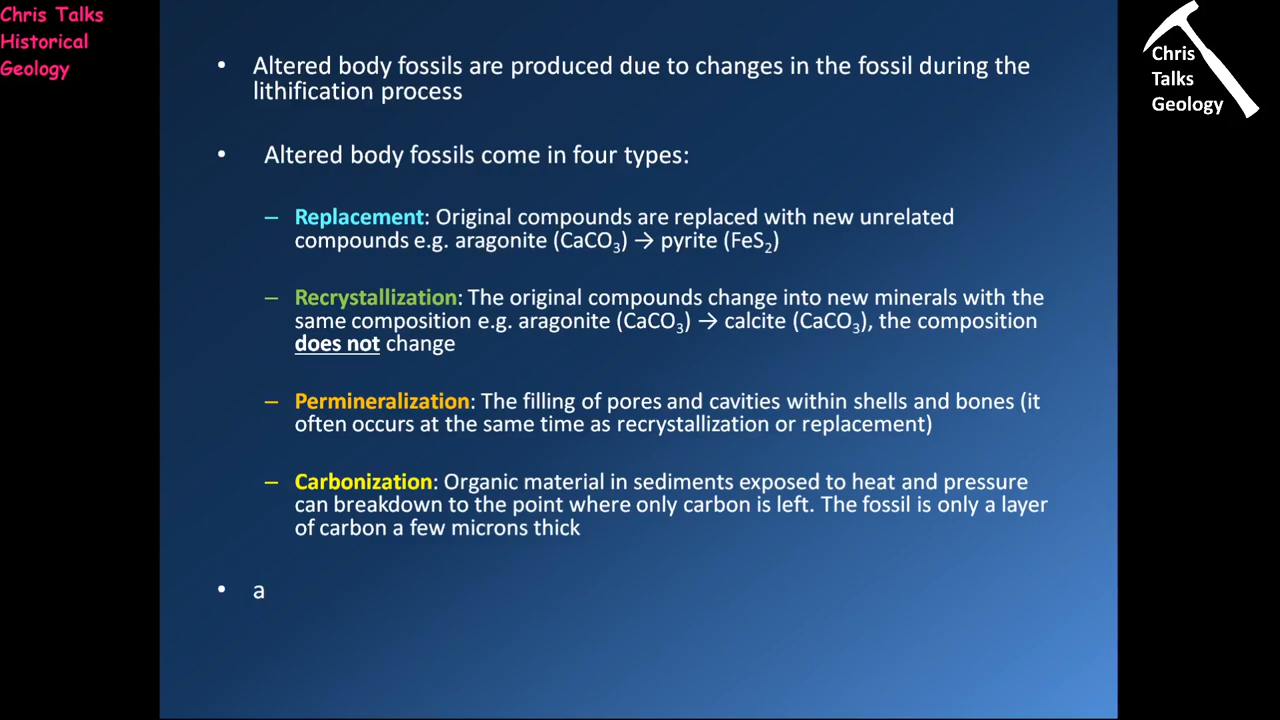 Chris Talks
Historical
Geology
Chris
Talks
Geology
• Altered body fossils are produced due to changes in the fossil during the
lithification process
• Altered body fossils come in four types:
– Replacement: Original compounds are replaced with new unrelated
compounds e.g. aragonite (CaCO₃) → pyrite (FeS₂)
– Recrystallization: The original compounds change into new minerals with the
same composition e.g. aragonite (CaCO₃) → calcite (CaCO₃), the composition
does not change
– Permineralization: The filling of pores and cavities within shells and bones (it
often occurs at the same time as recrystallization or replacement)
– Carbonization: Organic material in sediments exposed to heat and pressure
can breakdown to the point where only carbon is left. The fossil is only a layer
of carbon a few microns thick
• a